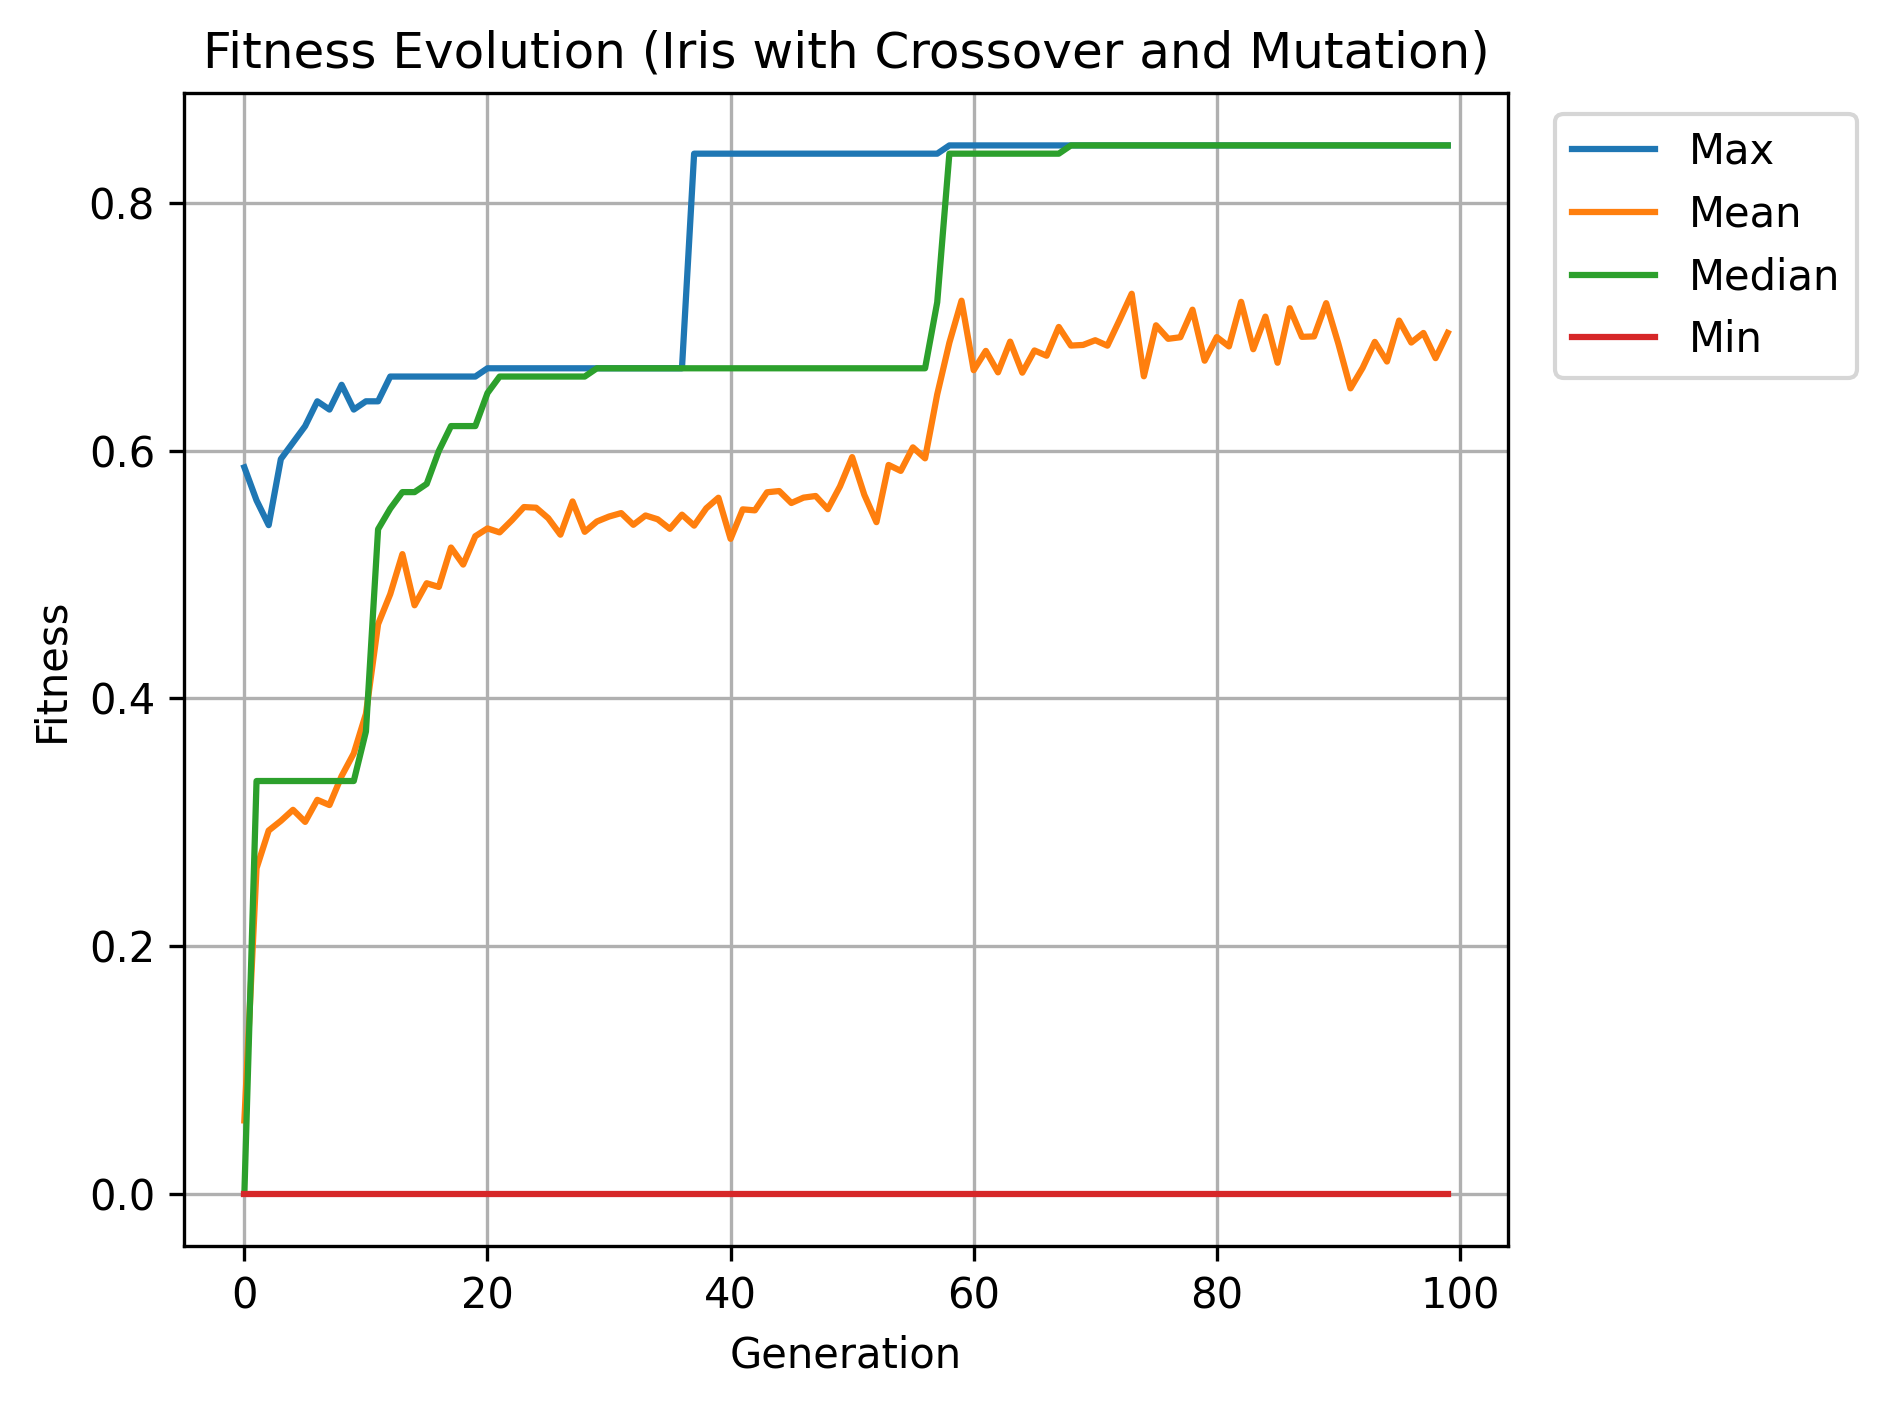 Fitness Evolution (Iris with Crossover and Mutation)
Max
Mean
Median
Min
0.8
0.6
0.4
0.2
0.0
Fitness
0 20 40 60 80 100
Generation